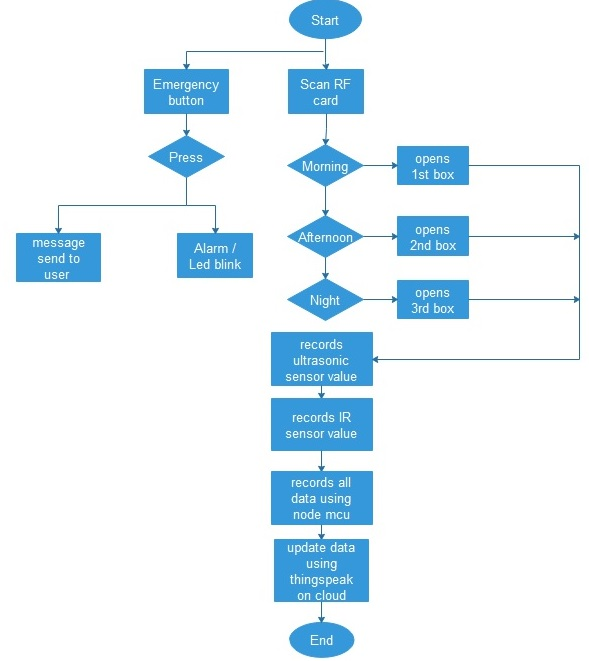 Start
Emergency
button
Scan RF
card
Press
Morning
opens
1st box
message
send to
user
Alarm /
Led blink
Afternoon
opens
2nd box
Night
opens
3rd box
records
ultrasonic
sensor value
records IR
sensor value
records all
data using
node mcu
update data
using
thingspeak
on cloud
End